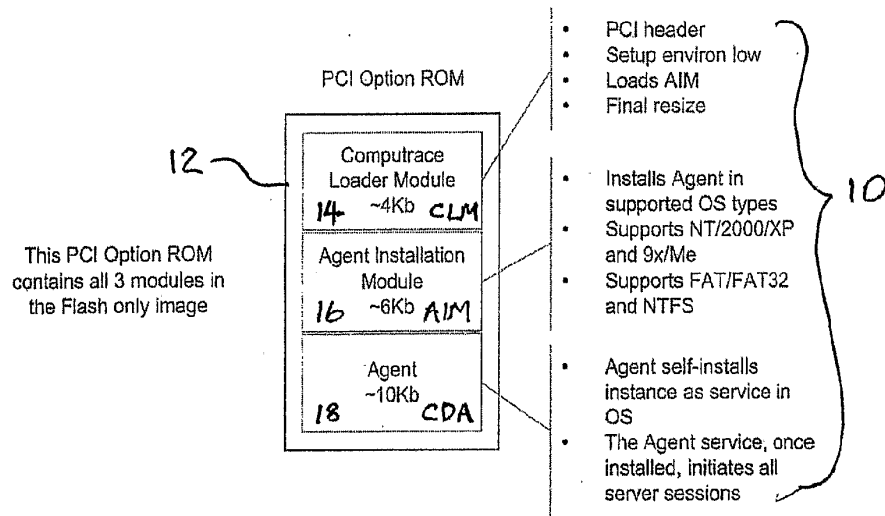 PCI Option ROM
12
Computrace
Loader Module
14 ~4Kb CLM
Agent Installation
Module
16 ~6Kb AIM
Agent
~10Kb
18 CDA
This PCI Option ROM
contains all 3 modules in
the Flash only image
• PCI header
• Setup environ low
• Loads AIM
• Final resize
• Installs Agent in
supported OS types
• Supports NT/2000/XP
and 9x/Me
• Supports FAT/FAT32
and NTFS
• Agent self-installs
instance as service in
OS
• The Agent service, once
installed, initiates all
server sessions
10